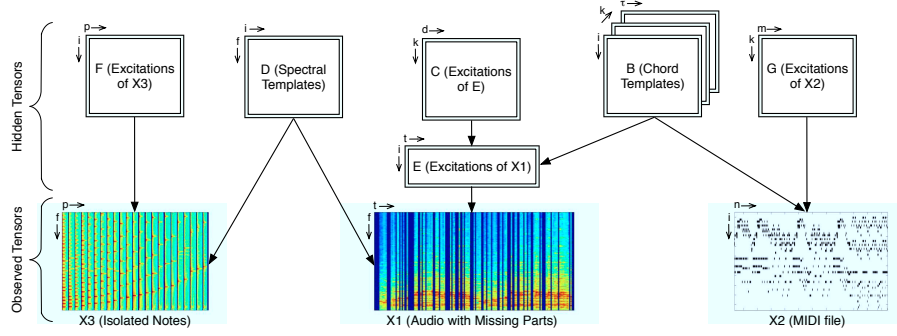 Hidden Tensors
Observed Tensors
p
i
F (Excitations
of X3)
i
f
D (Spectral
Templates)
d
k
C (Excitations
of E)
τ
k
i
B (Chord
Templates)
m
k
G (Excitations
of X2)
t
i
E (Excitations of X1)
p
f
X3 (Isolated Notes)
t
f
X1 (Audio with Missing Parts)
n
i
X2 (MIDI file)